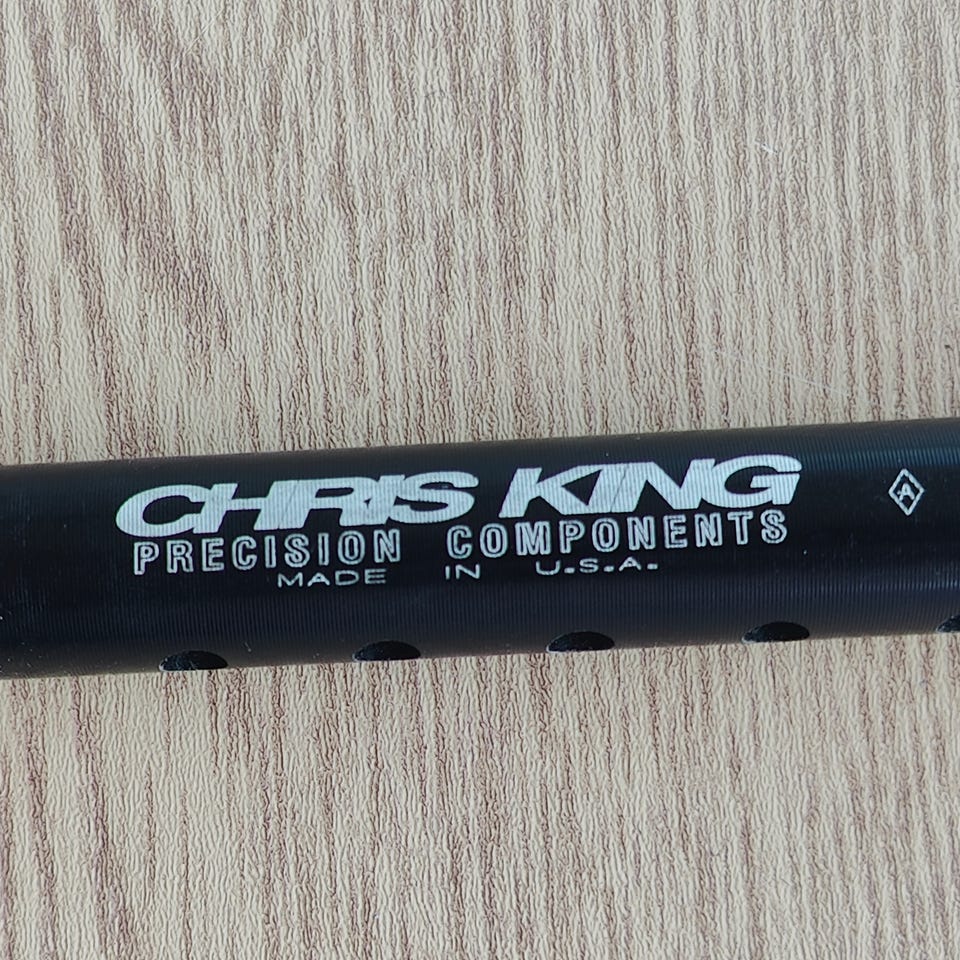 CHRIS KING
PRECISION COMPONENTS
MADE IN U.S.A.
A